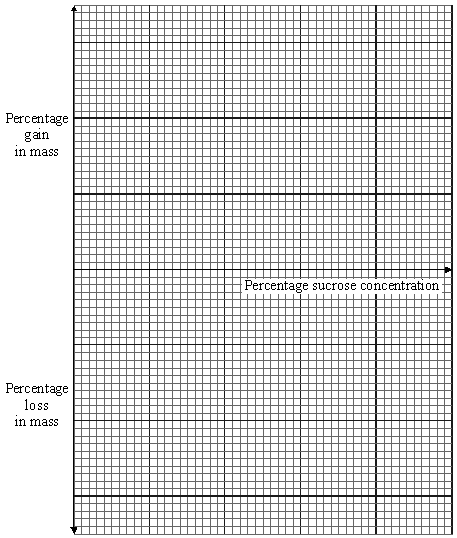 Percentage
gain
in mass
Percentage sucrose concentration
Percentage
loss
in mass